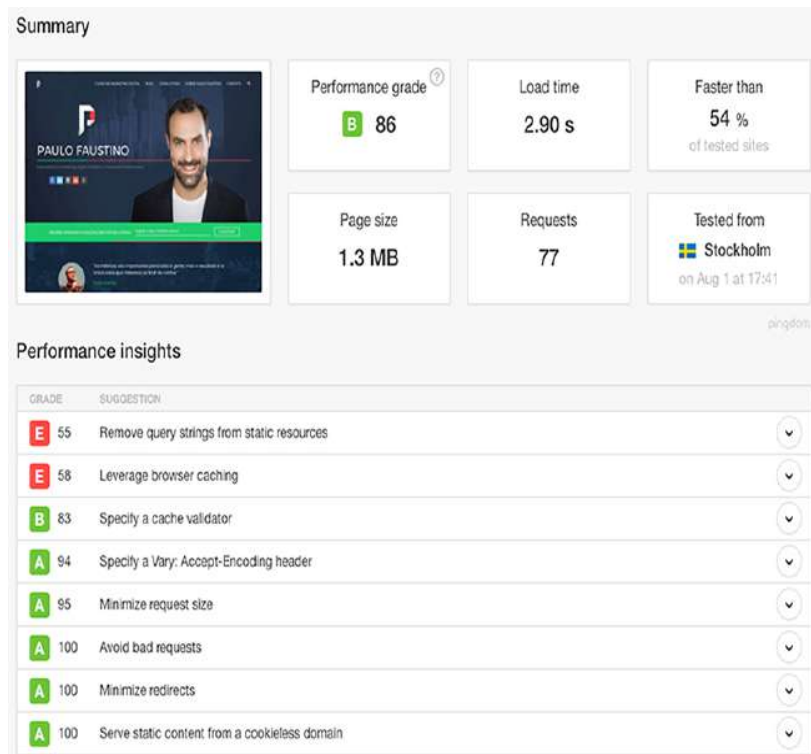 Summary
PAULO FAUSTINO
Performance grade ?
B 86
Load time
2.90 s
Faster than
54 %
of tested sites
Page size
1.3 MB
Requests
77
Tested from
Stockholm
on Aug 1 at 17:41
pingdom
Performance insights
GRADE SUGGESTION
E 55 Remove query strings from static resources
E 58 Leverage browser caching
B 83 Specify a cache validator
A 94 Specify a Vary: Accept-Encoding header
A 95 Minimize request size
A 100 Avoid bad requests
A 100 Minimize redirects
A 100 Serve static content from a cookieless domain